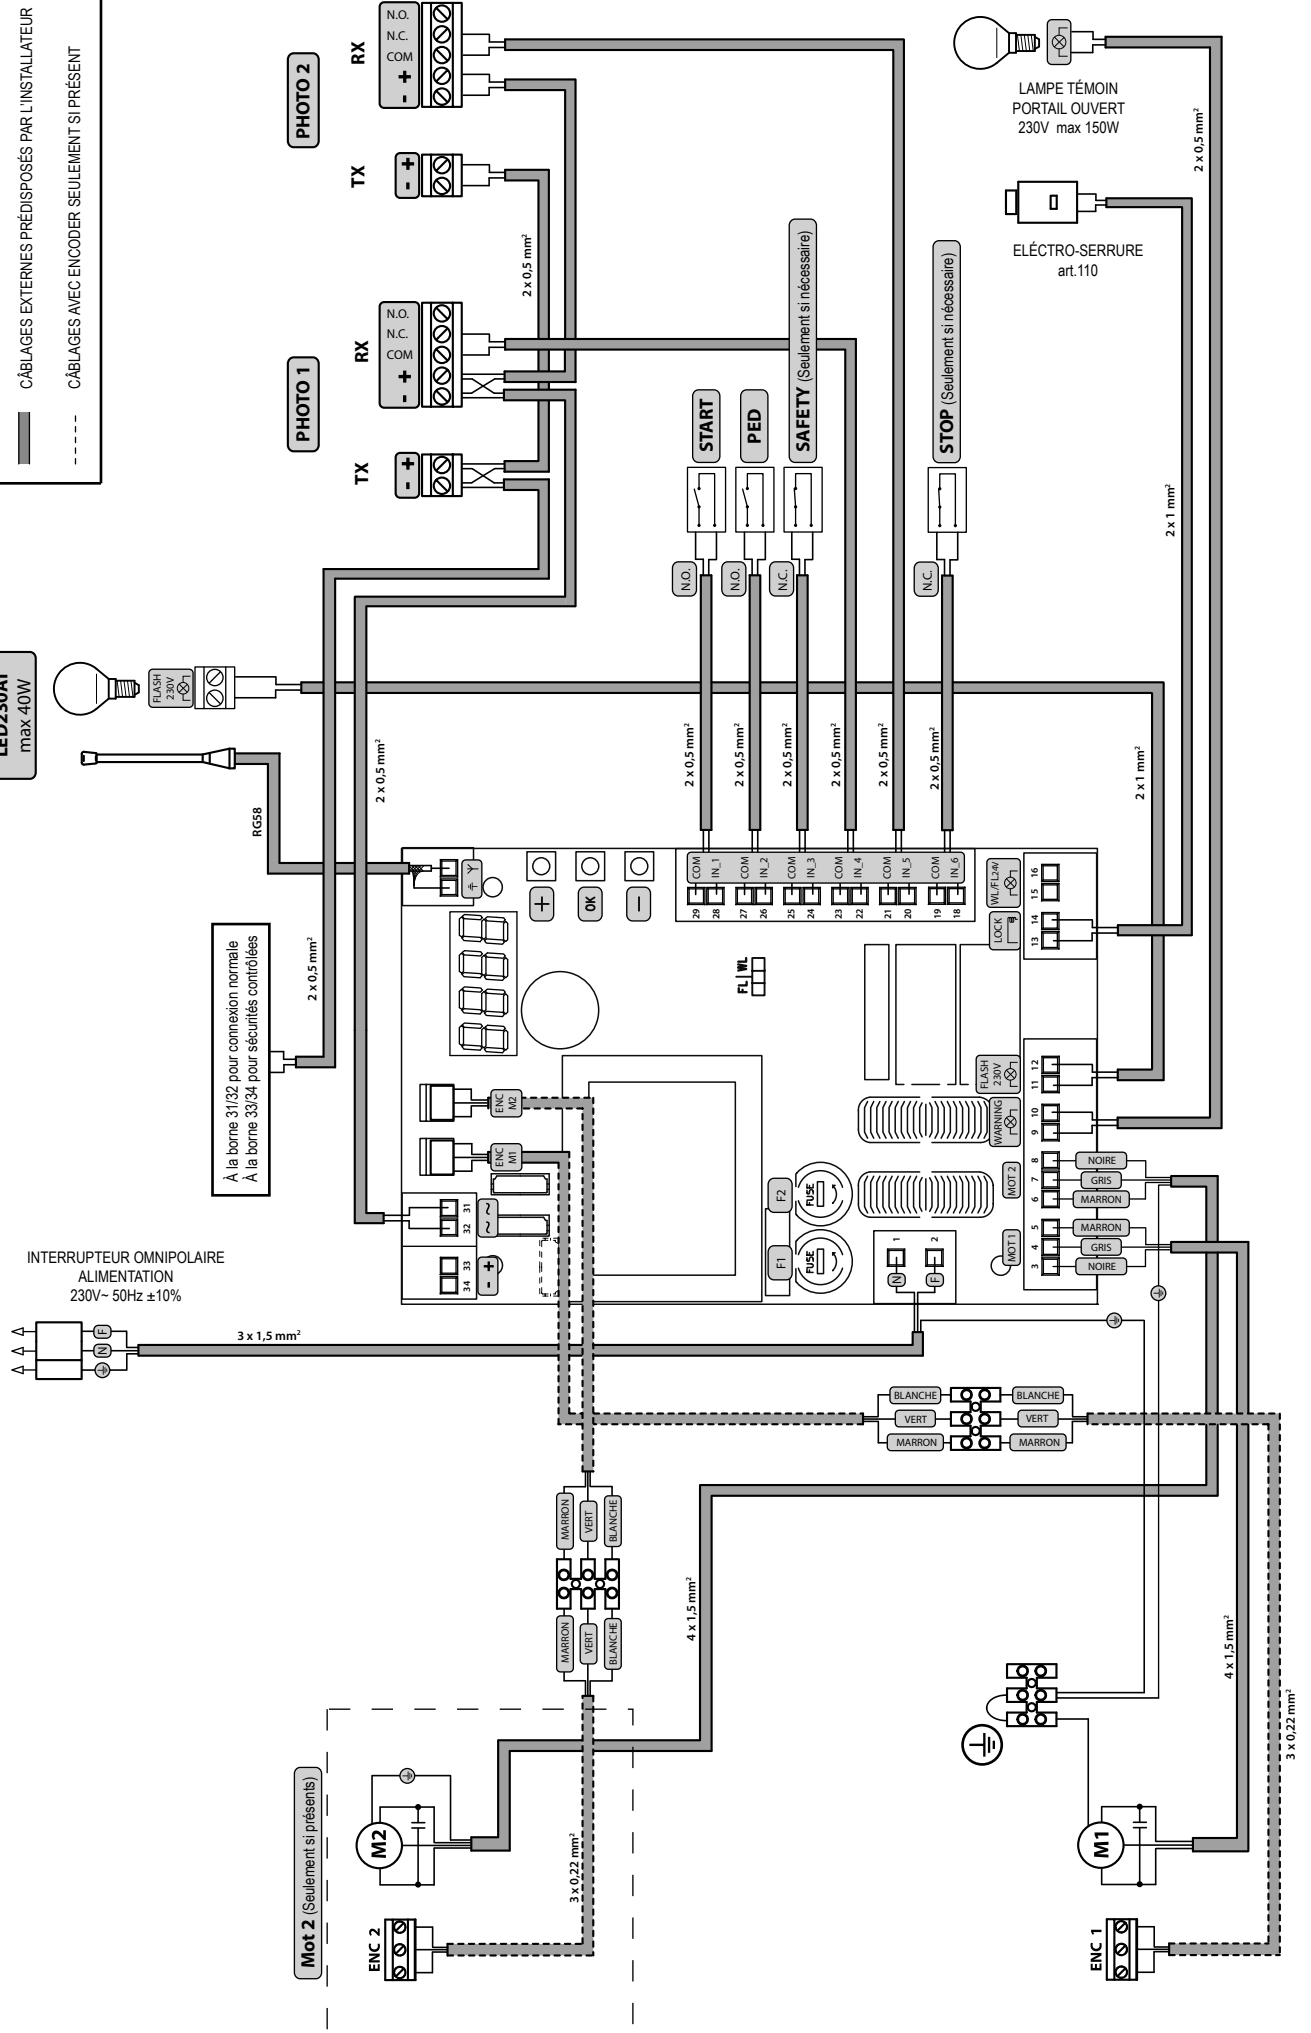 CÂBLAGES EXTERNES PRÉDISPOSÉS PAR L'INSTALLATEUR
CÂBLAGES AVEC ENCODER SEULEMENT SI PRÉSENT
PHOTO 2
RX
N.O.
N.C.
COM
+
-
TX
- +
2 x 0,5 mm²
PHOTO 1
RX
N.O.
N.C.
COM
+
-
TX
- +
LAMPE TÉMOIN
PORTAIL OUVERT
230V max 150W
2 x 0,5 mm²
ELÉCTRO-SERRURE
art.110
2 x 1 mm²
START
PED
SAFETY (Seulement si nécessaire)
STOP (Seulement si nécessaire)
N.O.
N.O.
N.C.
N.C.
LED230AI
max 40W
FLASH
230V
RG58
2 x 0,5 mm²
2 x 0,5 mm²
2 x 0,5 mm²
2 x 0,5 mm²
2 x 0,5 mm²
2 x 0,5 mm²
2 x 0,5 mm²
2 x 1 mm²
À la borne 31/32 pour connexion normale
À la borne 33/34 pour sécurités contrôlées
2 x 0,5 mm²
Y
+
OK
-
COM
IN_1
COM
IN_2
COM
IN_3
COM
IN_4
COM
IN_5
COM
IN_6
29
28
27
26
25
24
23
22
21
20
19
18
FL WL
WL/FL24V
LOCK
16
15
14
13
FLASH
230V
WARNING
12
11
10
9
MOT 2
8
7
6
MOT1
5
4
3
NOIRE
GRIS
MARRON
MARRON
GRIS
NOIRE
ENC
M2
ENC
M1
31
32
~ ~
33
34
- +
F2
FUSE
F1
FUSE
1
2
N
F
INTERRUPTEUR OMNIPOLAIRE
ALIMENTATION
230V~ 50Hz ±10%
F
N
3 x 1,5 mm²
BLANCHE
VERT
MARRON
BLANCHE
VERT
MARRON
MARRON
VERT
BLANCHE
MARRON
VERT
BLANCHE
4 x 1,5 mm²
4 x 1,5 mm²
Mot 2 (Seulement si présents)
M2
ENC 2
3 x 0,22 mm²
M1
ENC 1
3 x 0,22 mm²